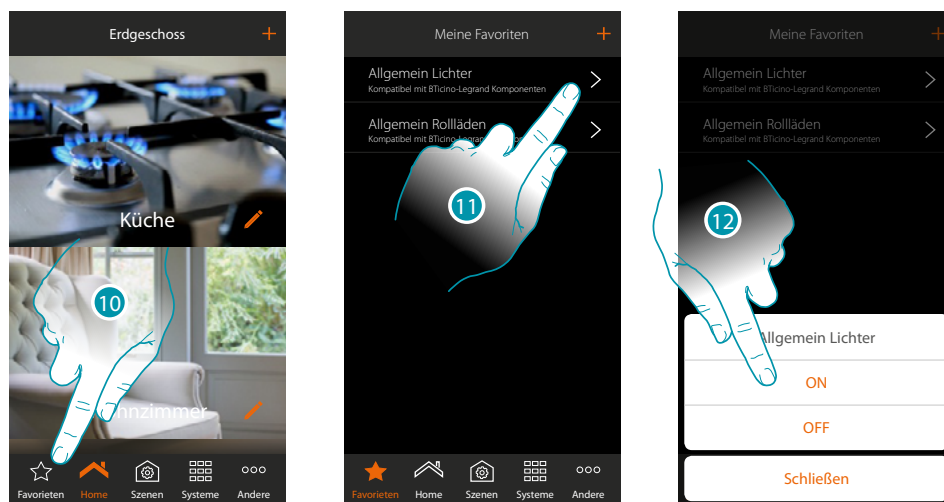 Erdgeschoss
Küche
10
Favoriten
Home
Szenen
Systeme
Andere
Meine Favoriten
Allgemein Lichter
Kompatibel mit BTicino-Legrand Komponenten
Allgemein Rollläden
Kompatibel mit BTicino-Legrand
11
Favoriten
Home
Szenen
Systeme
Andere
Meine Favoriten
Allgemein Lichter
Kompatibel mit BTicino-Legrand Komponenten
Allgemein Rollläden
Kompatibel mit BTicino-Legrand Komponenten
12
Allgemein Lichter
ON
OFF
Schließen